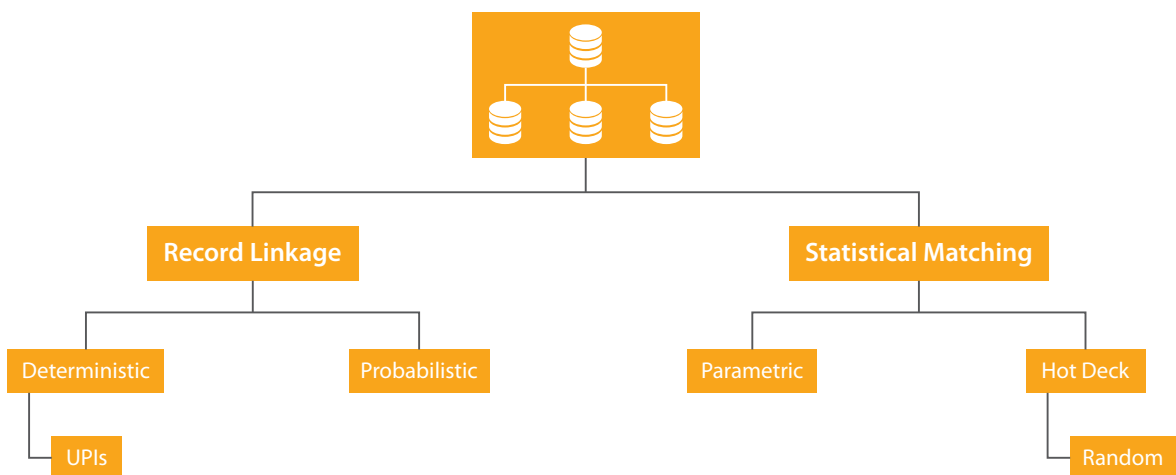 Record Linkage
Statistical Matching
Deterministic
Probabilistic
Parametric
Hot Deck
UPIs
Random